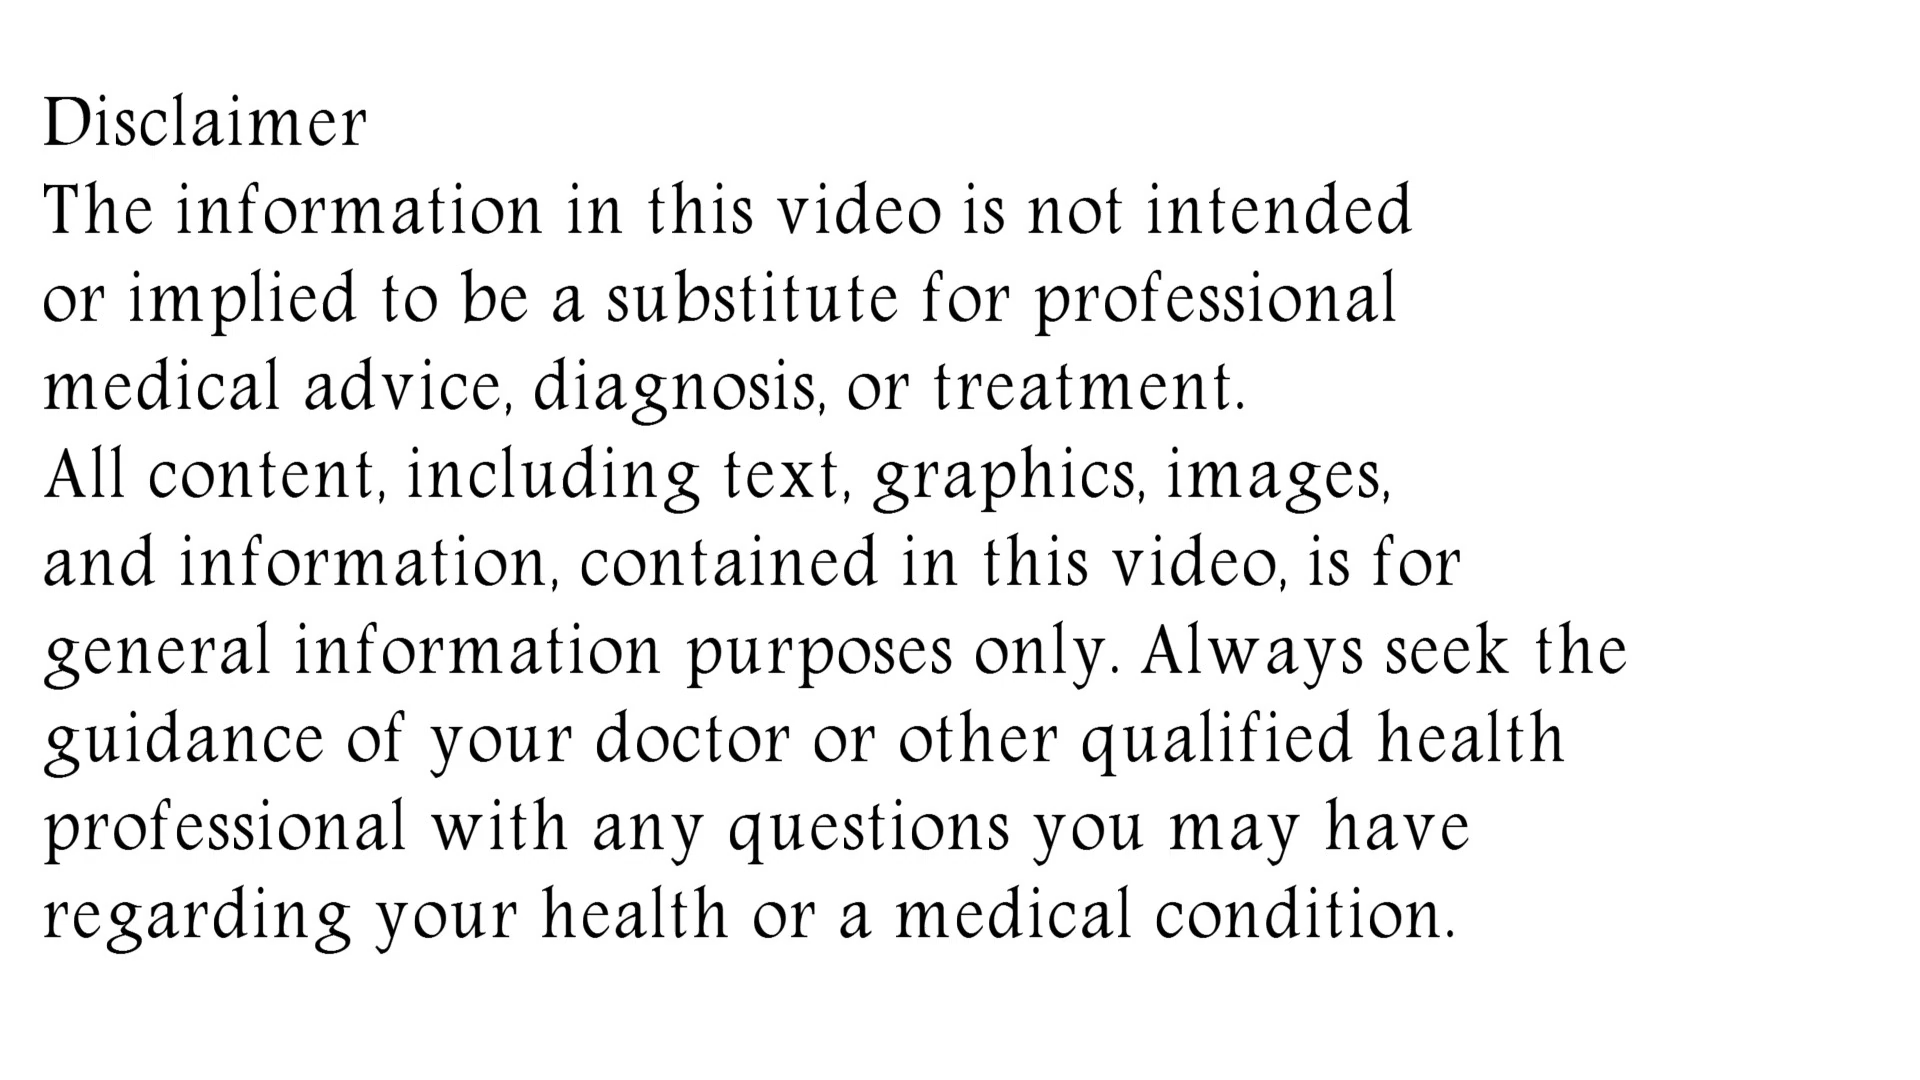 Disclaimer
The information in this video is not intended
or implied to be a substitute for professional
medical advice, diagnosis, or treatment.
All content, including text, graphics, images,
and information, contained in this video, is for
general information purposes only. Always seek the
guidance of your doctor or other qualified health
professional with any questions you may have
regarding your health or a medical condition.